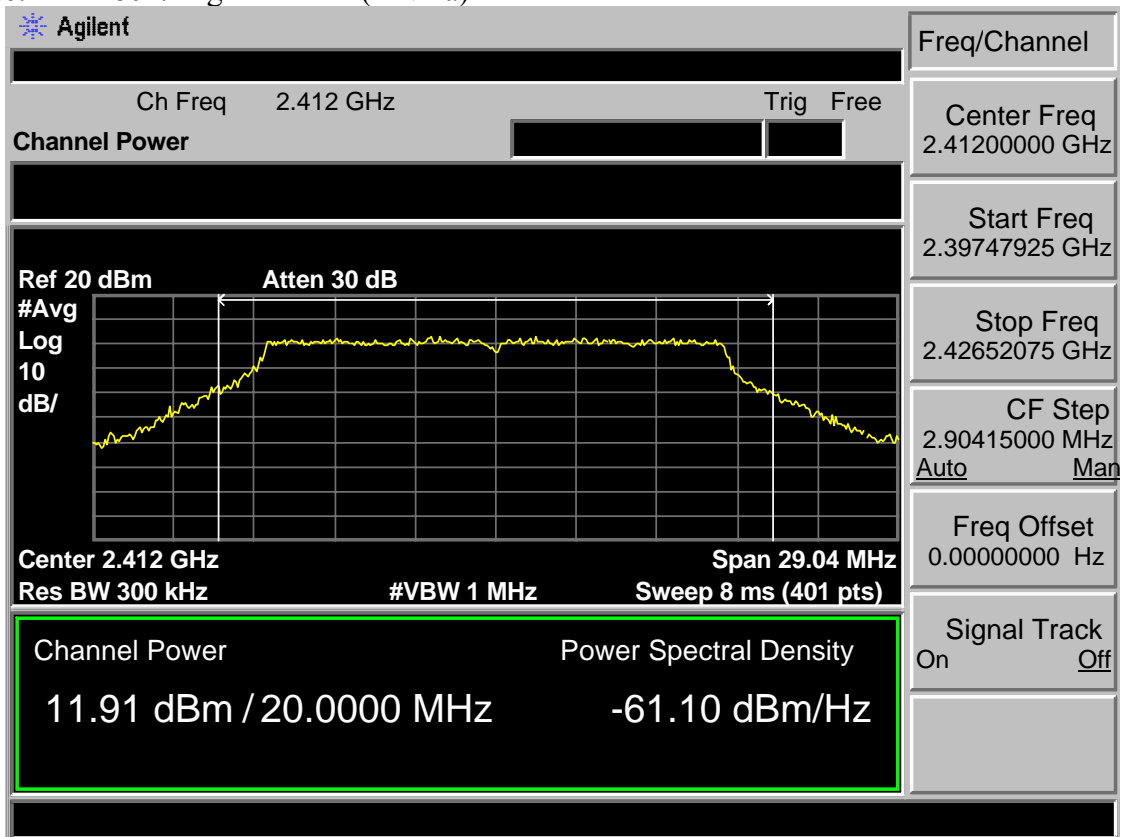 Agilent
Ch Freq 2.412 GHz Trig Free
Channel Power
Ref 20 dBm Atten 30 dB
#Avg
Log
10
dB/
Center 2.412 GHz Span 29.04 MHz
Res BW 300 kHz #VBW 1 MHz Sweep 8 ms (401 pts)
Channel Power Power Spectral Density
11.91 dBm / 20.0000 MHz -61.10 dBm/Hz
Freq/Channel
Center Freq
2.41200000 GHz
Start Freq
2.39747925 GHz
Stop Freq
2.42652075 GHz
CF Step
2.90415000 MHz
Auto Man
Freq Offset
0.00000000 Hz
Signal Track
On Off